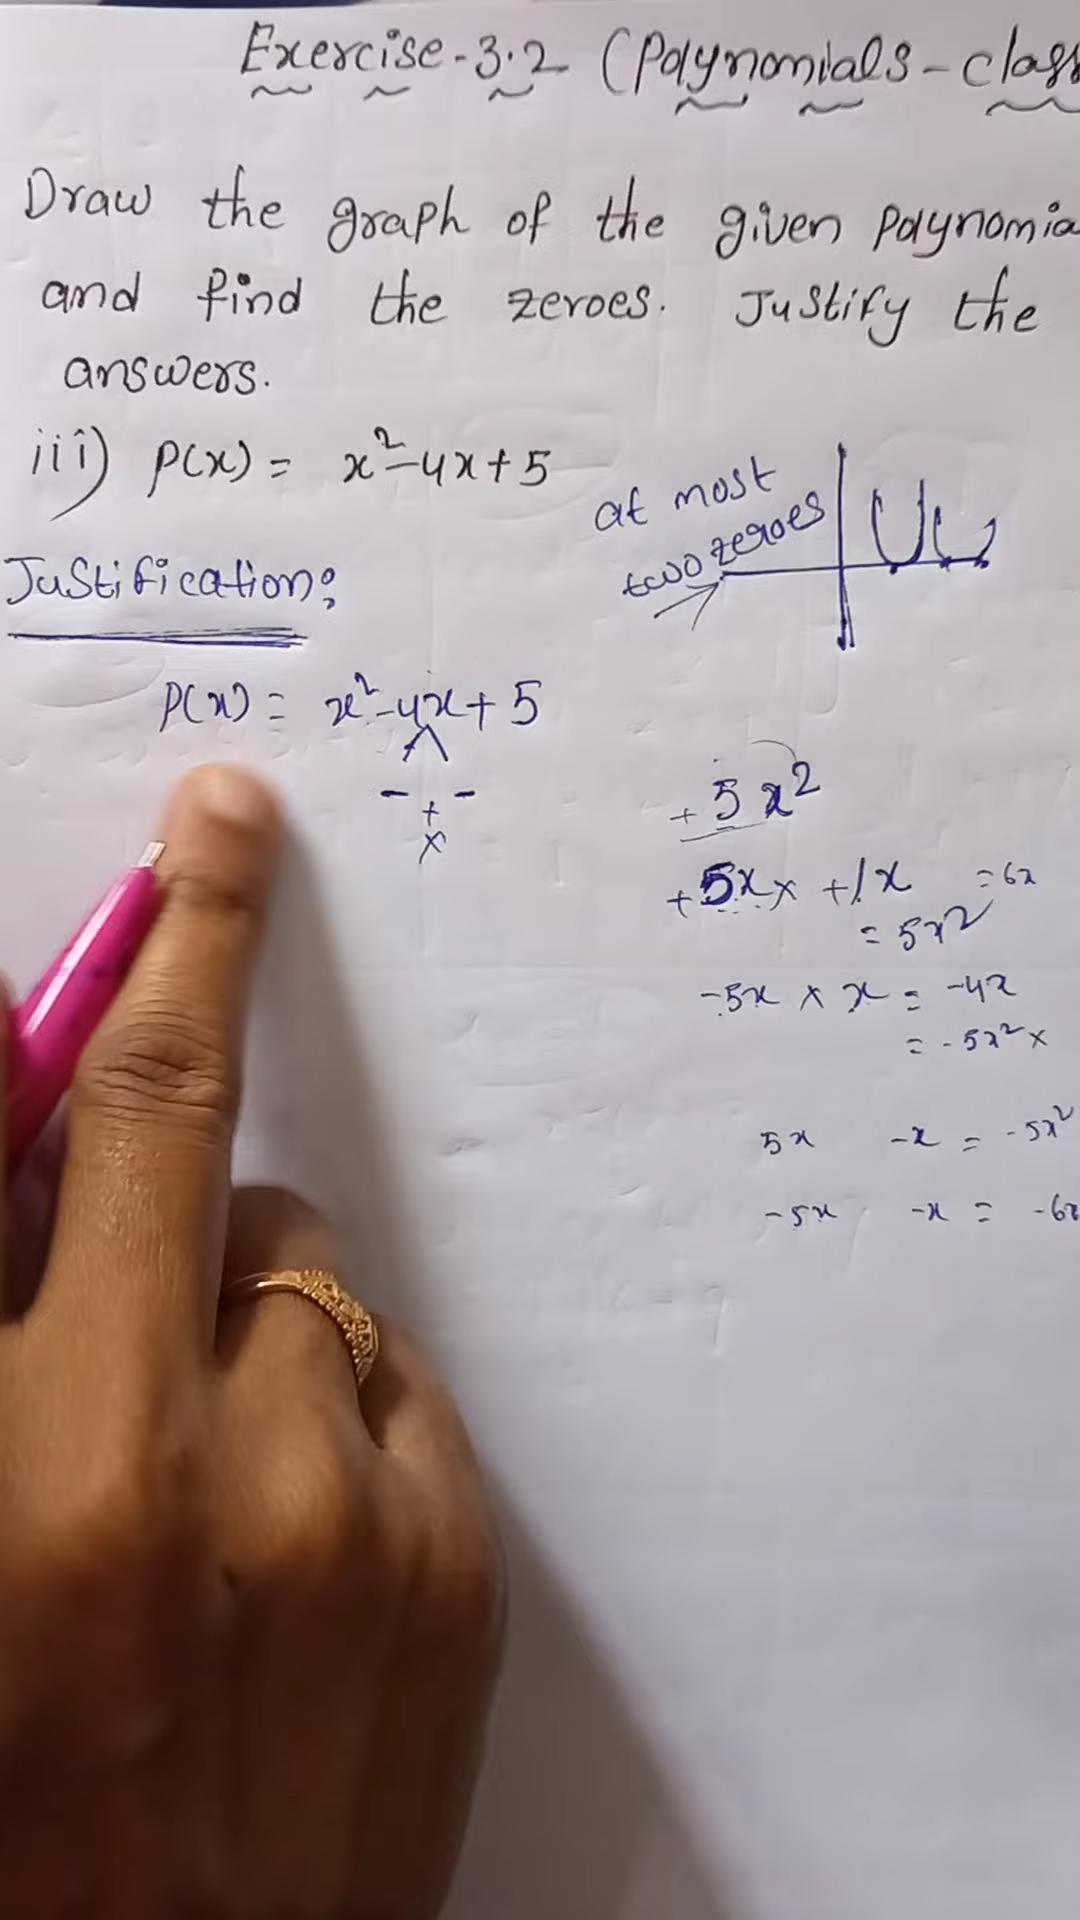 Exercise-3.2 (Polynomials-class
Draw the graph of the given Polynomia
and find the zeroes. Justify the
answers.
iii) P(x) = x²-4x+5
at most
two zeroes
Justification:
P(x) = x²-4x+5
- + -
x
+ 5x²
+5x x +1x = 6x
= 5x²
-5x x x = -4x
= -5x² x
5x -x = -5x²
-5x -x = -6x